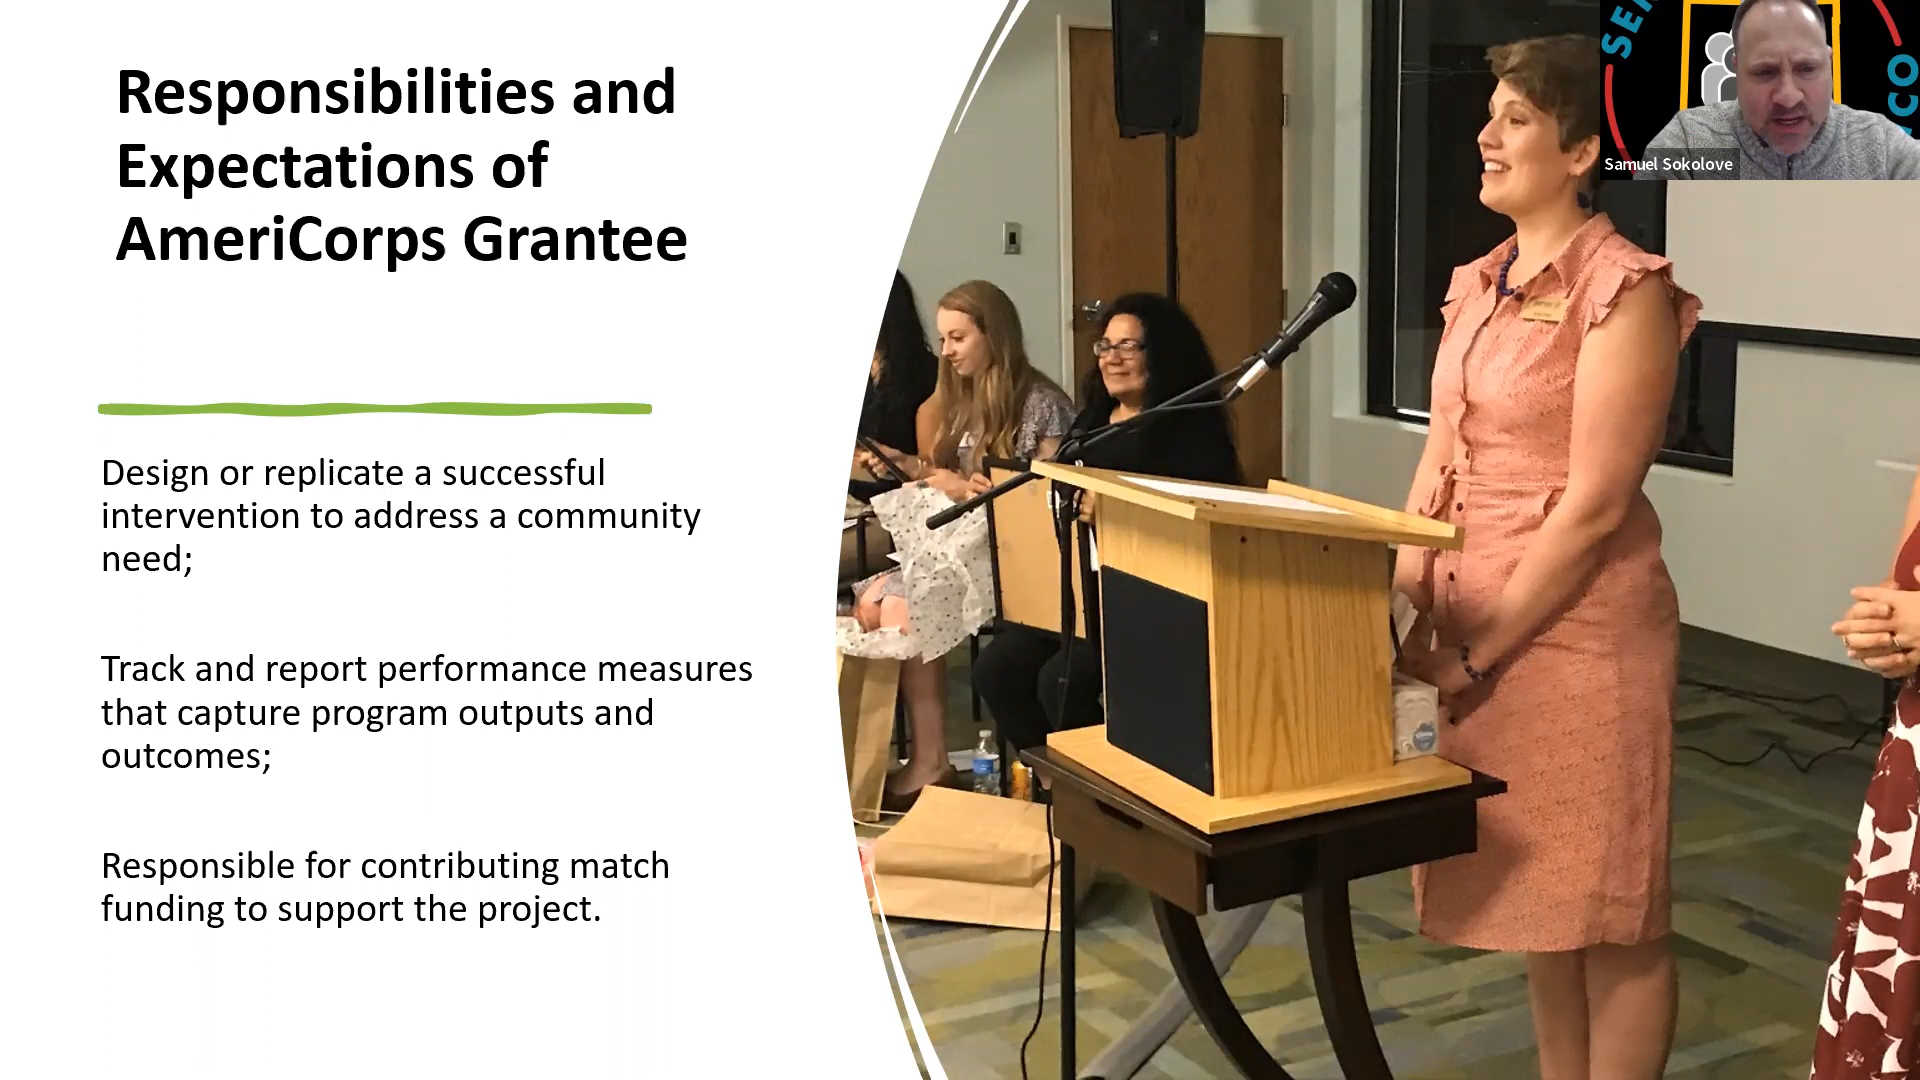 Responsibilities and
Expectations of
AmeriCorps Grantee
Design or replicate a successful
intervention to address a community
need;
Track and report performance measures
that capture program outputs and
outcomes;
Responsible for contributing match
funding to support the project.
Samuel Sokolove